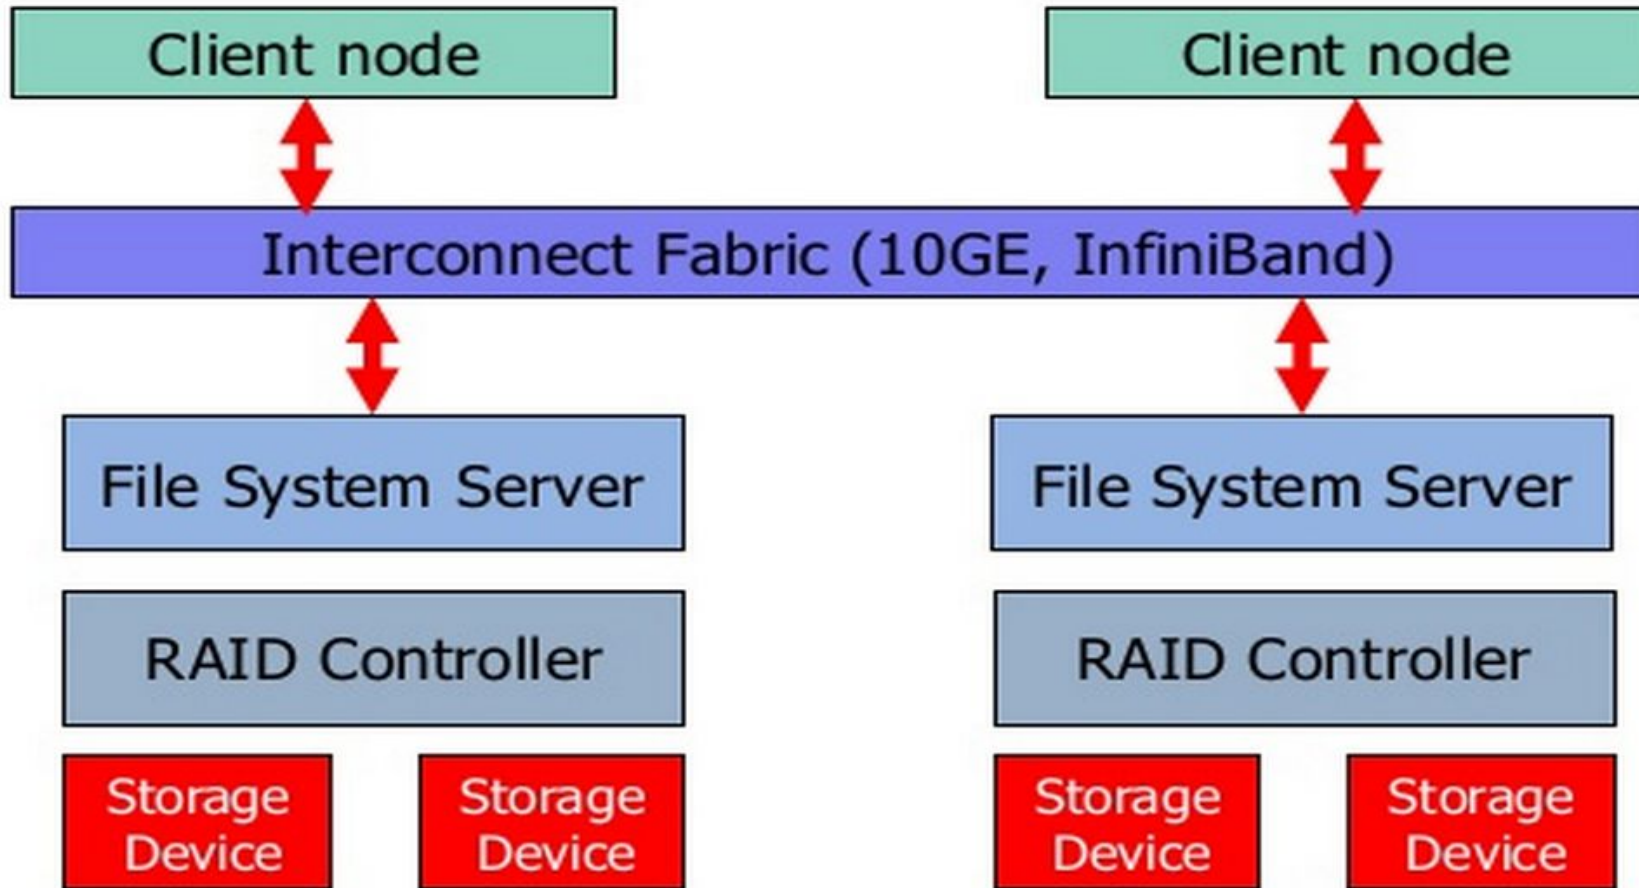 Client node
Client node
Interconnect Fabric (10GE, InfiniBand)
File System Server
File System Server
RAID Controller
RAID Controller
Storage
Device
Storage
Device
Storage
Device
Storage
Device